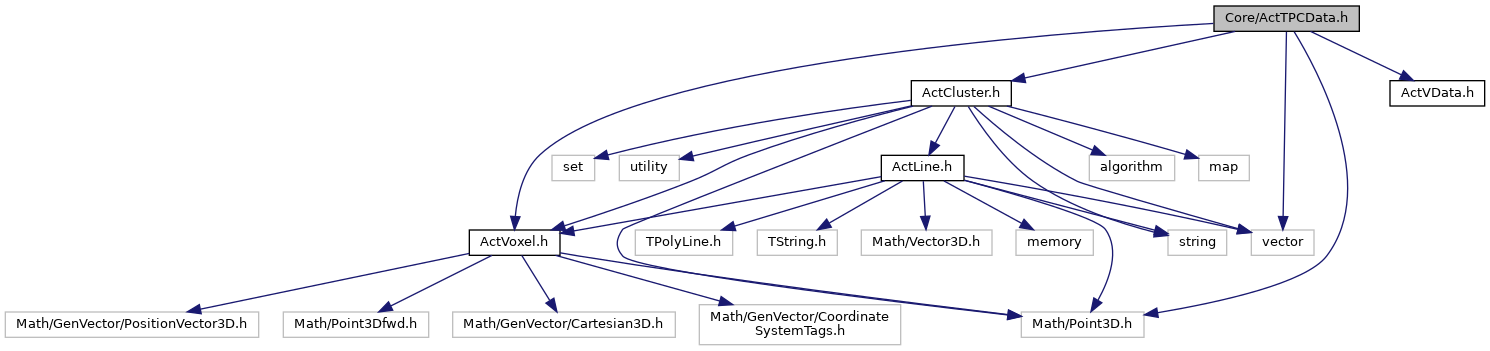 Core/ActTPCData.h
ActCluster.h
ActVData.h
set
utility
ActLine.h
algorithm
map
ActVoxel.h
TPolyLine.h
TString.h
Math/Vector3D.h
memory
string
vector
Math/GenVector/PositionVector3D.h
Math/Point3Dfwd.h
Math/GenVector/Cartesian3D.h
Math/GenVector/Coordinate
SystemTags.h
Math/Point3D.h